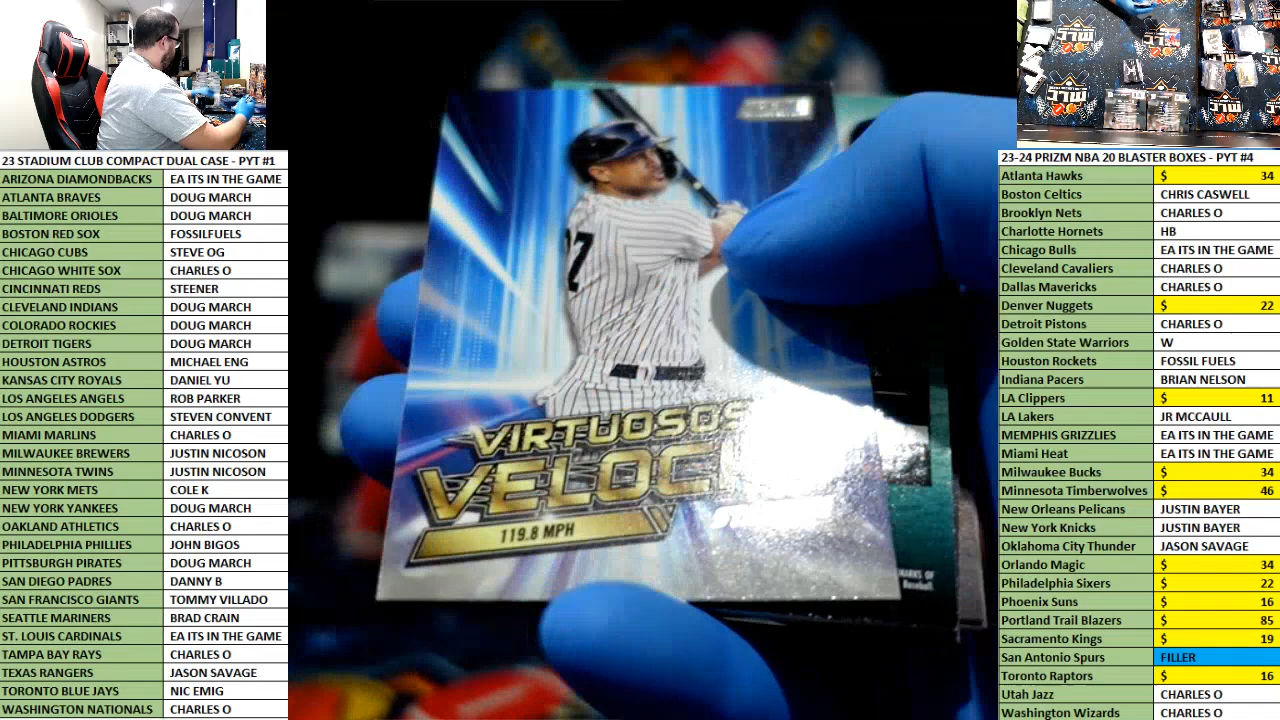 23 STADIUM CLUB COMPACT DUAL CASE - PYT #1
ARIZONA DIAMONDBACKS EA ITS IN THE GAME
ATLANTA BRAVES DOUG MARCH
BALTIMORE ORIOLES DOUG MARCH
BOSTON RED SOX FOSSILFUELS
CHICAGO CUBS STEVE OG
CHICAGO WHITE SOX CHARLES O
CINCINNATI REDS STEENER
CLEVELAND INDIANS DOUG MARCH
COLORADO ROCKIES DOUG MARCH
DETROIT TIGERS DOUG MARCH
HOUSTON ASTROS MICHAEL ENG
KANSAS CITY ROYALS DANIEL YU
LOS ANGELES ANGELS ROB PARKER
LOS ANGELES DODGERS STEVEN CONVENT
MIAMI MARLINS CHARLES O
MILWAUKEE BREWERS JUSTIN NICOSON
MINNESOTA TWINS JUSTIN NICOSON
NEW YORK METS COLE K
NEW YORK YANKEES DOUG MARCH
OAKLAND ATHLETICS CHARLES O
PHILADELPHIA PHILLIES JOHN BIGOS
PITTSBURGH PIRATES DOUG MARCH
SAN DIEGO PADRES DANNY B
SAN FRANCISCO GIANTS TOMMY VILLADO
SEATTLE MARINERS BRAD CRAIN
ST. LOUIS CARDINALS EA ITS IN THE GAME
TAMPA BAY RAYS CHARLES O
TEXAS RANGERS JASON SAVAGE
TORONTO BLUE JAYS NIC EMIG
WASHINGTON NATIONALS CHARLES O
27
VIRTUOSOS
VELOC
119.8 MPH
MARKS OF
Baseball.
23-24 PRIZM NBA 20 BLASTER BOXES - PYT #4
Atlanta Hawks $ 34
Boston Celtics CHRIS CASWELL
Brooklyn Nets CHARLES O
Charlotte Hornets HB
Chicago Bulls EA ITS IN THE GAME
Cleveland Cavaliers CHARLES O
Dallas Mavericks CHARLES O
Denver Nuggets $ 22
Detroit Pistons CHARLES O
Golden State Warriors W
Houston Rockets FOSSIL FUELS
Indiana Pacers BRIAN NELSON
LA Clippers $ 11
LA Lakers JR MCCAULL
MEMPHIS GRIZZLIES EA ITS IN THE GAME
Miami Heat EA ITS IN THE GAME
Milwaukee Bucks $ 34
Minnesota Timberwolves $ 46
New Orleans Pelicans JUSTIN BAYER
New York Knicks JUSTIN BAYER
Oklahoma City Thunder JASON SAVAGE
Orlando Magic $ 34
Philadelphia Sixers $ 22
Phoenix Suns $ 16
Portland Trail Blazers $ 85
Sacramento Kings $ 19
San Antonio Spurs FILLER
Toronto Raptors $ 16
Utah Jazz CHARLES O
Washington Wizards CHARLES O